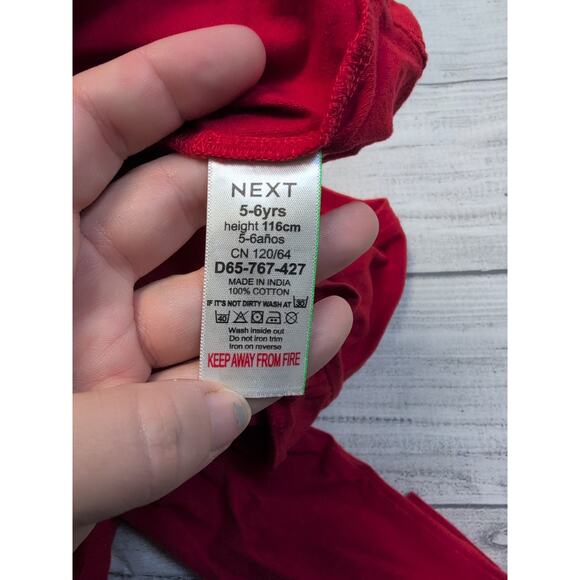 NEXT
5-6yrs
height 116cm
5-6años
CN 120/64
D65-767-427
MADE IN INDIA
100% COTTON
IF IT'S NOT DIRTY WASH AT 30
40
Wash inside out
Do not iron trim
Iron on reverse
KEEP AWAY FROM FIRE